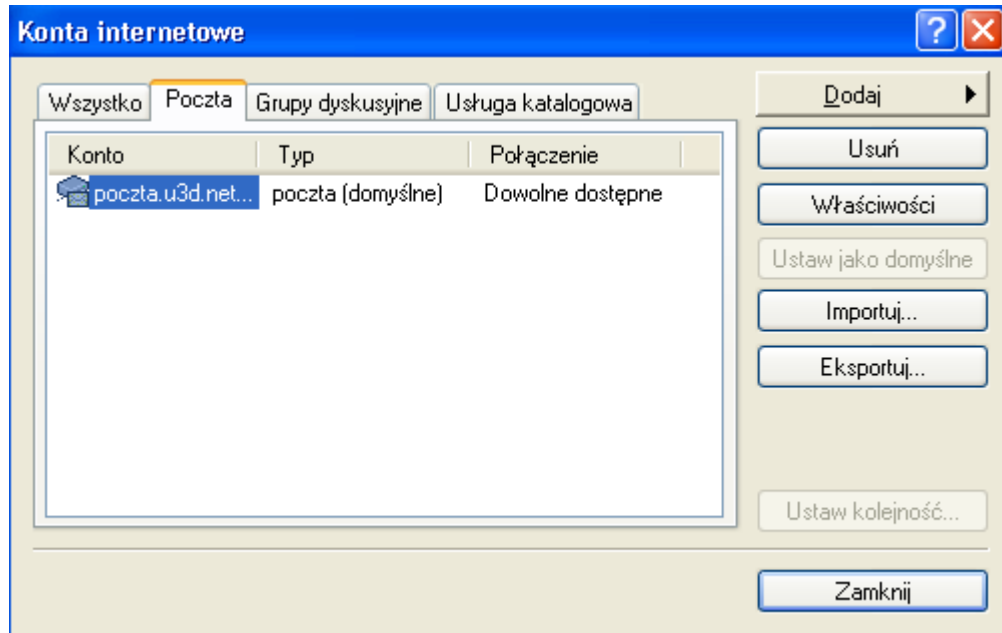 Konta internetowe
Wszystko Poczta Grupy dyskusyjne Usługa katalogowa
Konto Typ Połączenie
poczta.u3d.net... poczta (domyślne) Dowolne dostępne
Dodaj
Usuń
Właściwości
Ustaw jako domyślne
Importuj...
Eksportuj...
Ustaw kolejność...
Zamknij